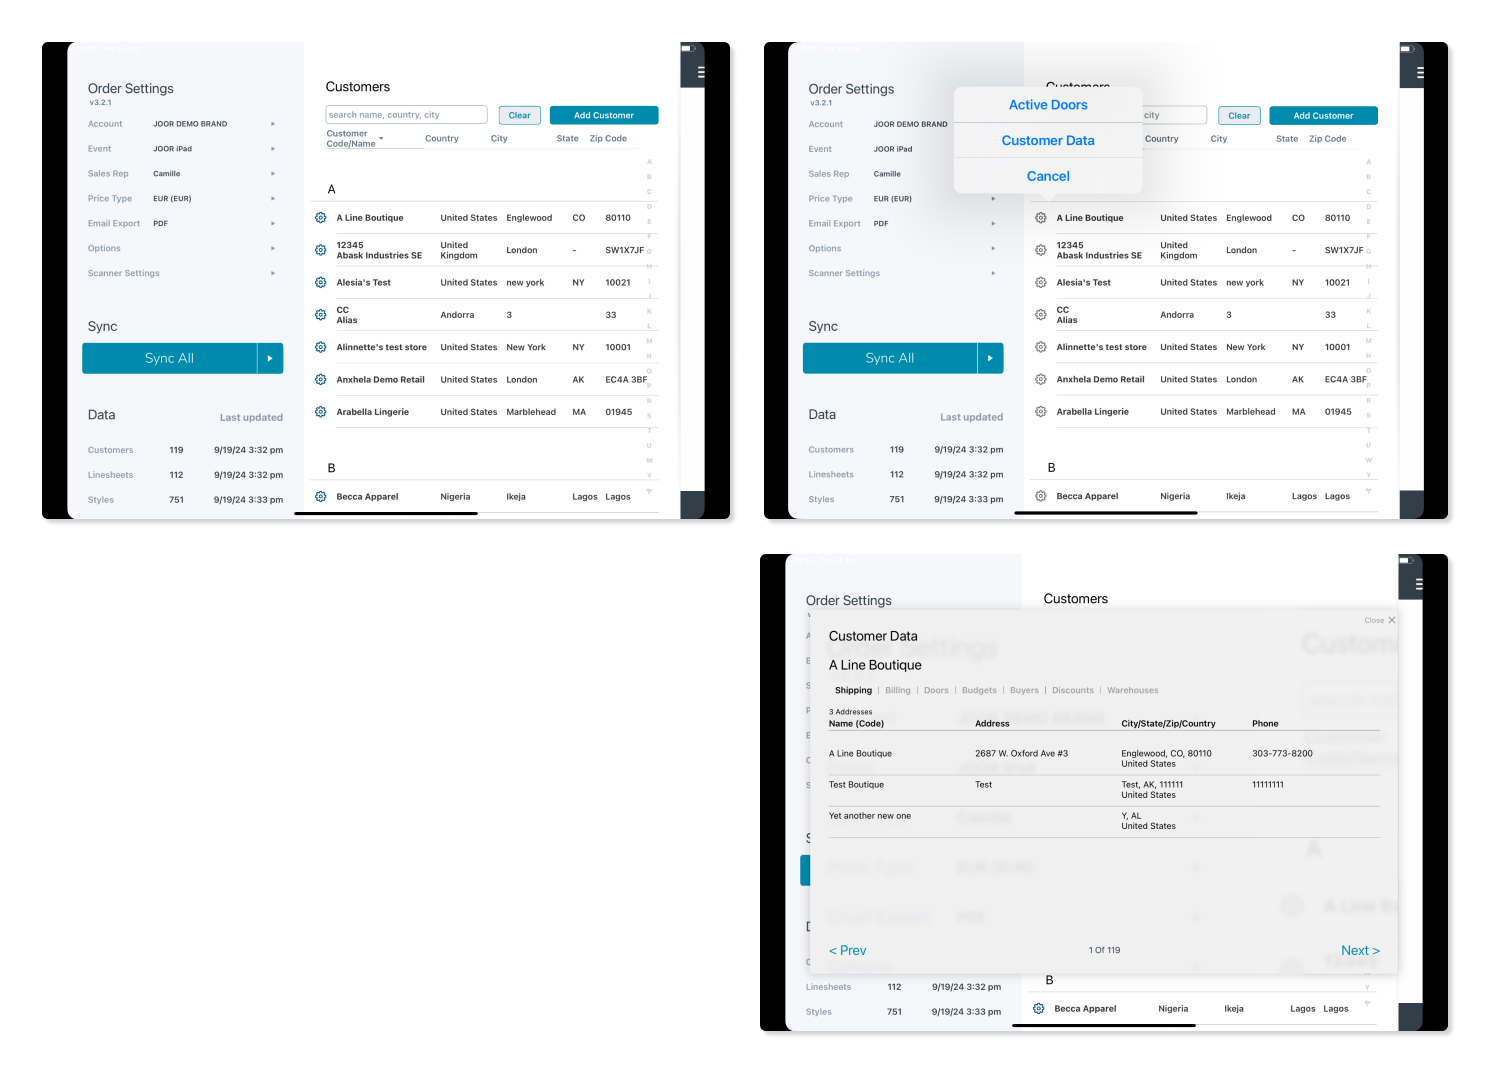 Order Settings
v3.2.1
Account JOOR DEMO BRAND
Event JOOR iPad
Sales Rep Camille
Price Type EUR (EUR)
Email Export PDF
Options
Scanner Settings
Sync
Sync All
Data Last updated
Customers 119 9/19/24 3:32 pm
Linesheets 112 9/19/24 3:32 pm
Styles 751 9/19/24 3:33 pm
Customers
search name, country, city Clear Add Customer
Customer Code/Name Country City State Zip Code
A
A Line Boutique United States Englewood CO 80110
12345 Abask Industries SE United Kingdom London - SW1X7JF
Alesia's Test United States new york NY 10021
CC Alias Andorra 3 33
Alinnette's test store United States New York NY 10001
Anxhela Demo Retail United States London AK EC4A 3BF
Arabella Lingerie United States Marblehead MA 01945
B
Becca Apparel Nigeria Ikeja Lagos Lagos
A
B
C
D
E
F
G
H
I
J
K
L
M
N
O
P
R
S
T
U
W
Y
Order Settings
v3.2.1
Account JOOR DEMO BRAND
Event JOOR iPad
Sales Rep Camille
Price Type EUR (EUR)
Email Export PDF
Options
Scanner Settings
Sync
Sync All
Data Last updated
Customers 119 9/19/24 3:32 pm
Linesheets 112 9/19/24 3:32 pm
Styles 751 9/19/24 3:33 pm
Customers
Active Doors
Customer Data
Cancel
city Clear Add Customer
Country City State Zip Code
A Line Boutique United States Englewood CO 80110
12345 Abask Industries SE United Kingdom London - SW1X7JF
Alesia's Test United States new york NY 10021
CC Alias Andorra 3 33
Alinnette's test store United States New York NY 10001
Anxhela Demo Retail United States London AK EC4A 3BF
Arabella Lingerie United States Marblehead MA 01945
B
Becca Apparel Nigeria Ikeja Lagos Lagos
A
B
C
D
E
F
G
H
I
J
K
L
M
N
O
P
R
S
T
U
W
Y
Order Settings
Customers
Close X
Customer Data
A Line Boutique
Shipping | Billing | Doors | Budgets | Buyers | Discounts | Warehouses
3 Addresses
Name (Code) Address City/State/Zip/Country Phone
A Line Boutique 2687 W. Oxford Ave #3 Englewood, CO, 80110 303-773-8200
United States
Test Boutique Test Test, AK, 111111 11111111
United States
Yet another new one Y, AL
United States
< Prev 1 Of 119 Next >
B
Linesheets 112 9/19/24 3:32 pm
Styles 751 9/19/24 3:33 pm
Becca Apparel Nigeria Ikeja Lagos Lagos
Y